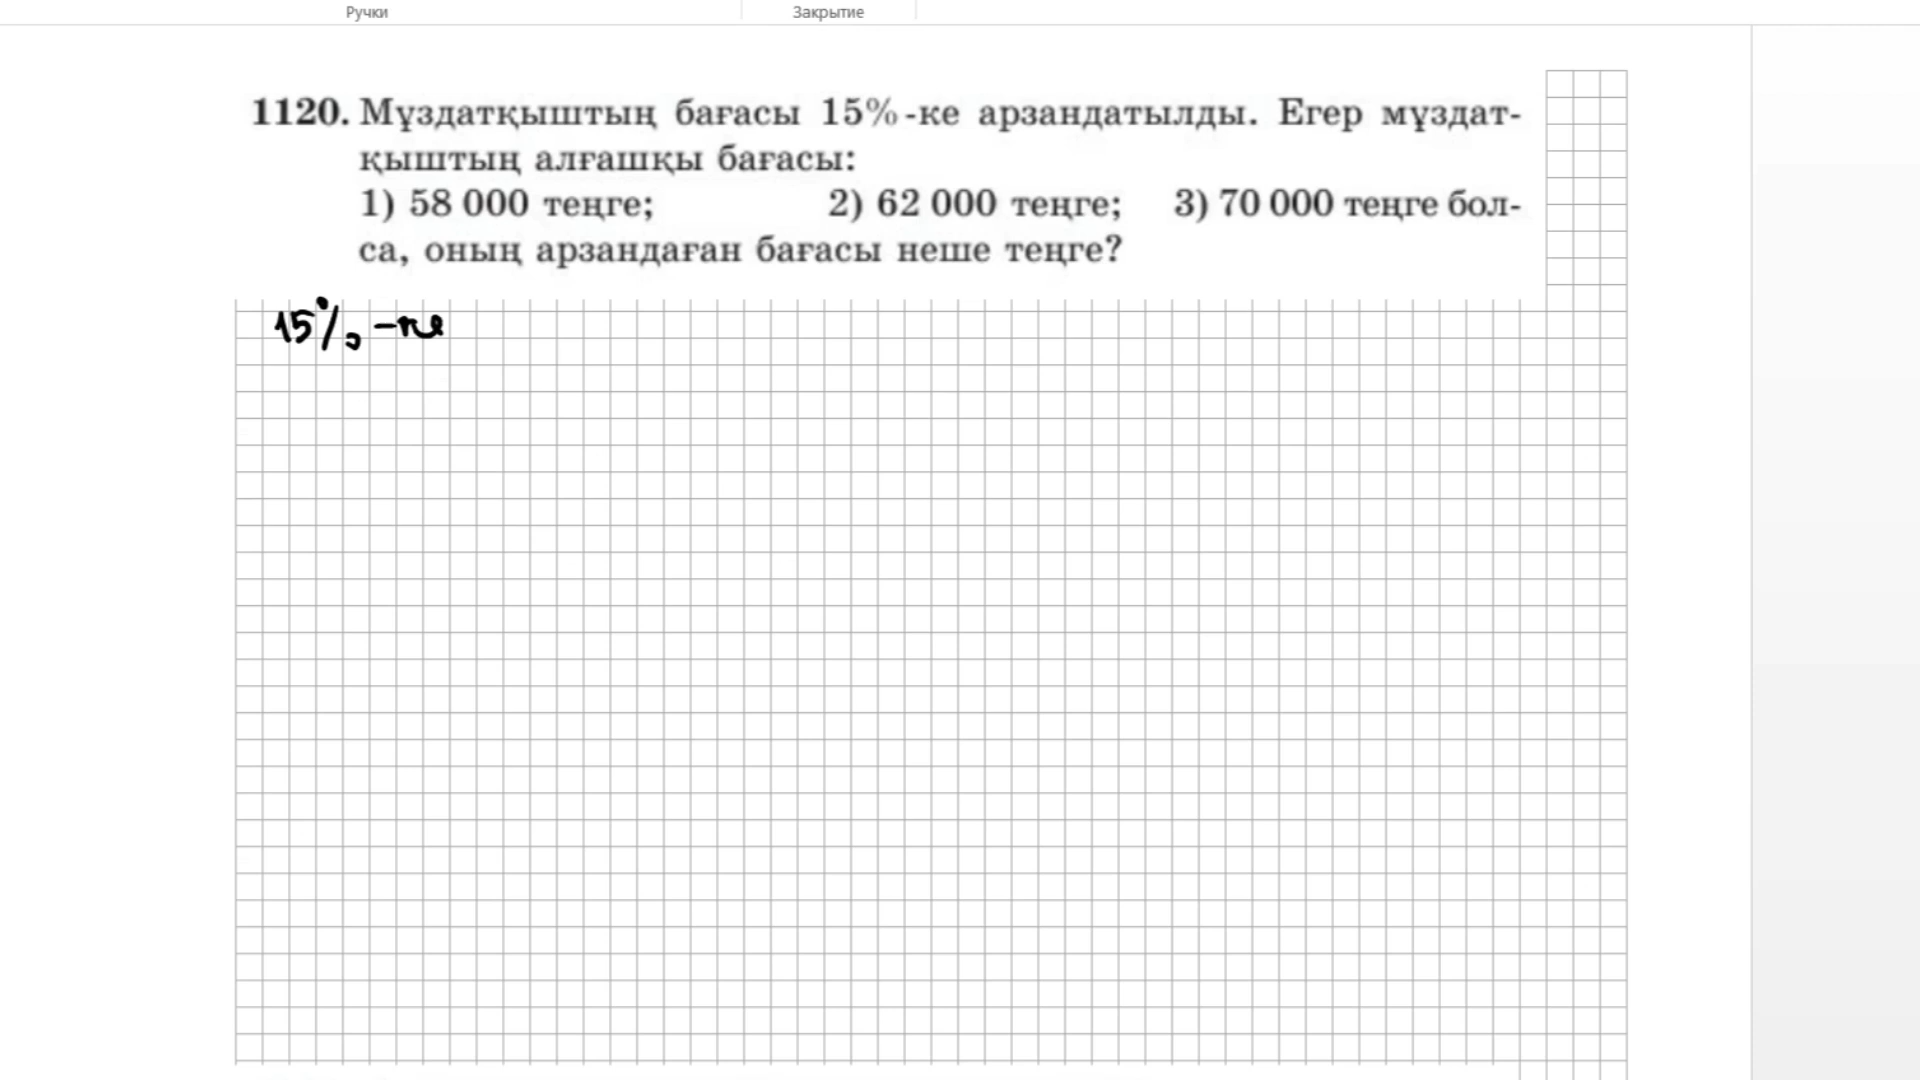 Ручки Закрытие
1120. Мұздатқыштың бағасы 15%-ке арзандатылды. Егер мұздат-
қыштың алғашқы бағасы:
1) 58 000 теңге; 2) 62 000 теңге; 3) 70 000 теңге бол-
са, оның арзандаған бағасы неше теңге?
15% -ке